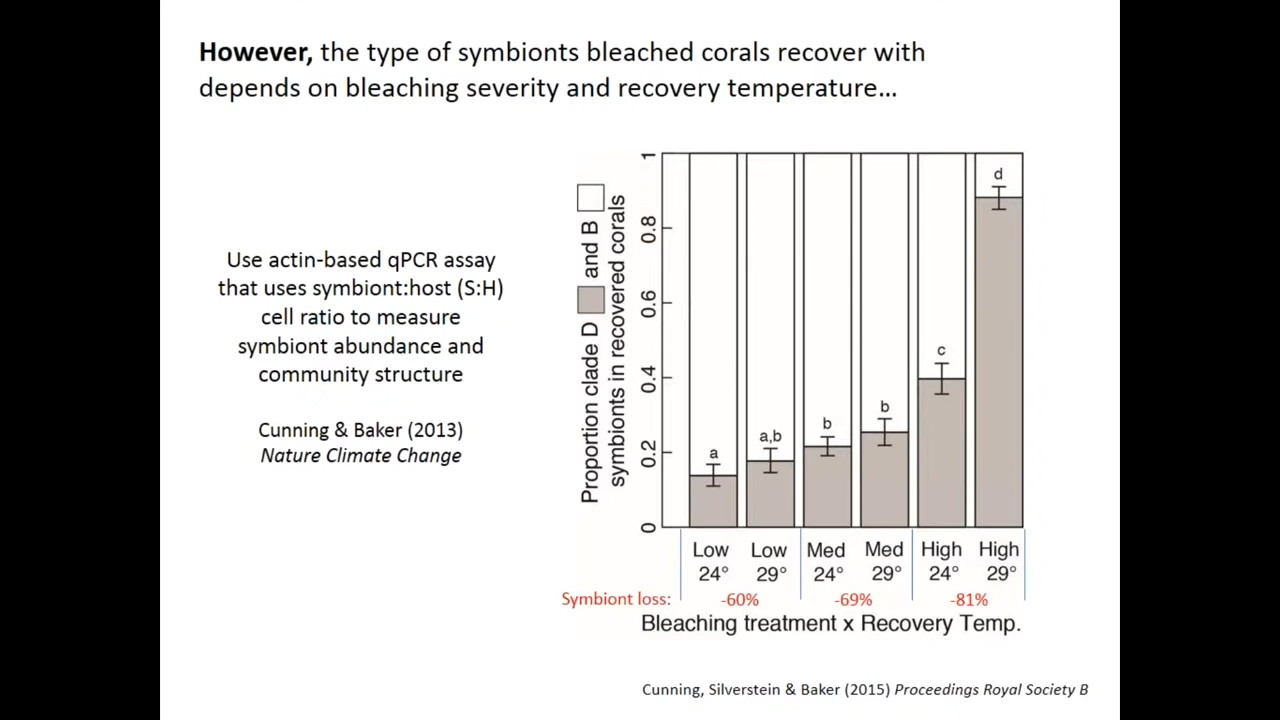 However, the type of symbionts bleached corals recover with
depends on bleaching severity and recovery temperature…
Use actin-based qPCR assay
that uses symbiont:host (S:H)
cell ratio to measure
symbiont abundance and
community structure
Cunning & Baker (2013)
Nature Climate Change
Proportion clade D and B
symbionts in recovered corals
1
0.8
0.6
0.4
0.2
0
a
a,b
b
b
c
d
Low Low Med Med High High
24° 29° 24° 29° 24° 29°
Symbiont loss: -60% -69% -81%
Bleaching treatment x Recovery Temp.
Cunning, Silverstein & Baker (2015) Proceedings Royal Society B